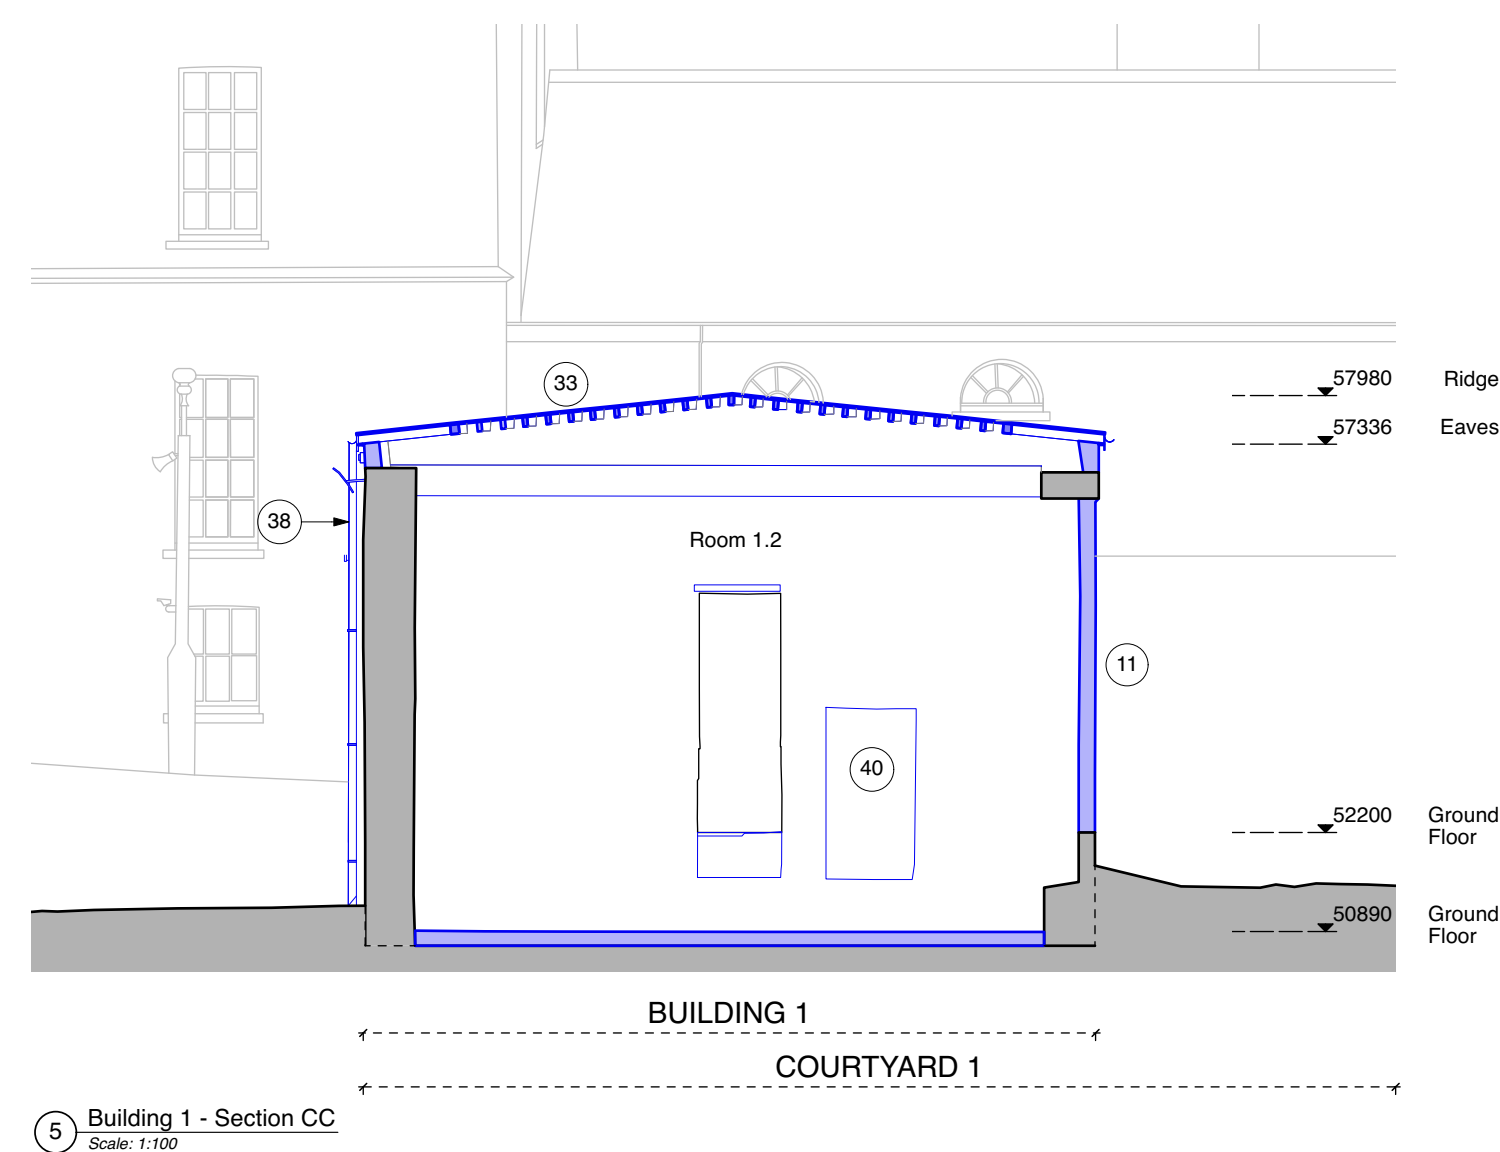 33
57980 Ridge
57336 Eaves
38
Room 1.2
11
40
52200 Ground
Floor
50890 Ground
Floor
BUILDING 1
COURTYARD 1
5 Building 1 - Section CC
Scale: 1:100